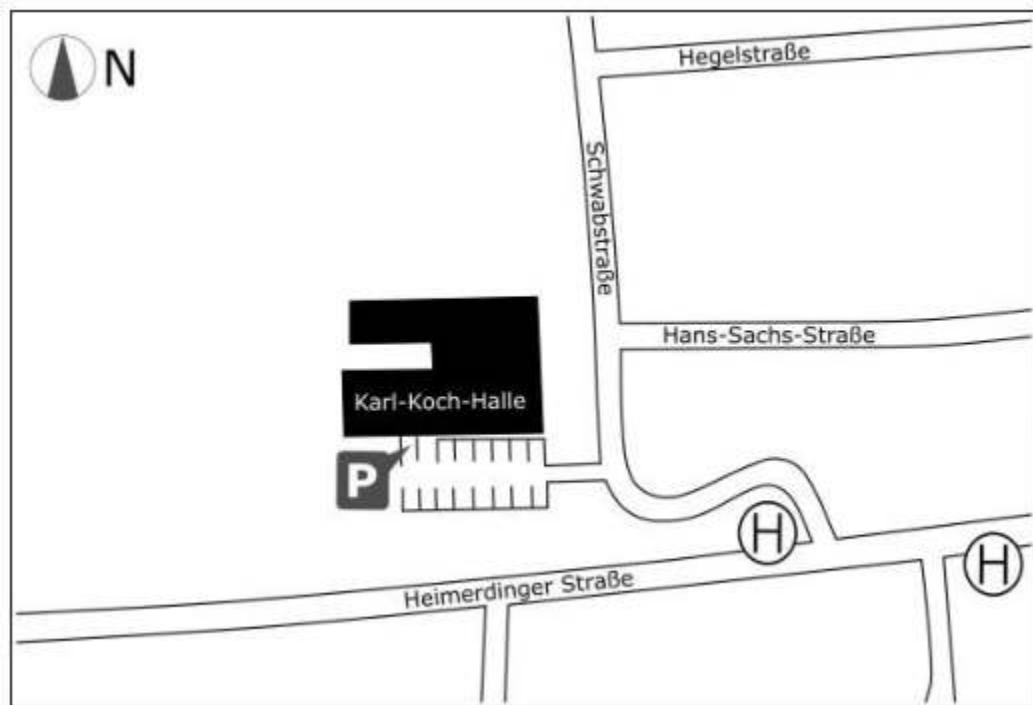 N
Hegelstraße
Schwabstraße
Hans-Sachs-Straße
Karl-Koch-Halle
P
H
H
Heimerdinger Straße